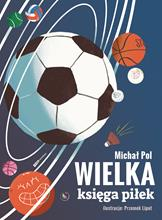 Michał Pol
WIELKA
księga piłek
Ilustracje: Przemek Liput